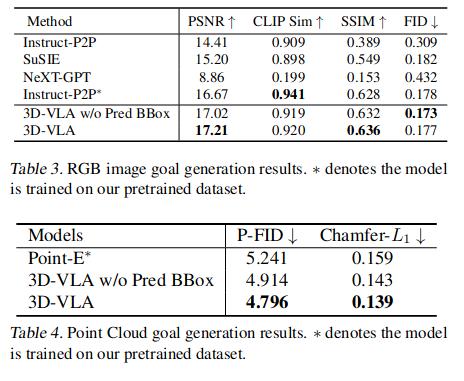 Method PSNR ↑ CLIP Sim ↑ SSIM ↑ FID ↓
Instruct-P2P 14.41 0.909 0.389 0.309
SuSIE 15.20 0.898 0.549 0.182
NeXT-GPT 8.86 0.199 0.153 0.432
Instruct-P2P* 16.67 0.941 0.628 0.178
3D-VLA w/o Pred BBox 17.02 0.919 0.632 0.173
3D-VLA 17.21 0.920 0.636 0.177
Table 3. RGB image goal generation results. * denotes the model
is trained on our pretrained dataset.
Models P-FID ↓ Chamfer-L₁ ↓
Point-E* 5.241 0.159
3D-VLA w/o Pred BBox 4.914 0.143
3D-VLA 4.796 0.139
Table 4. Point Cloud goal generation results. * denotes the model
is trained on our pretrained dataset.